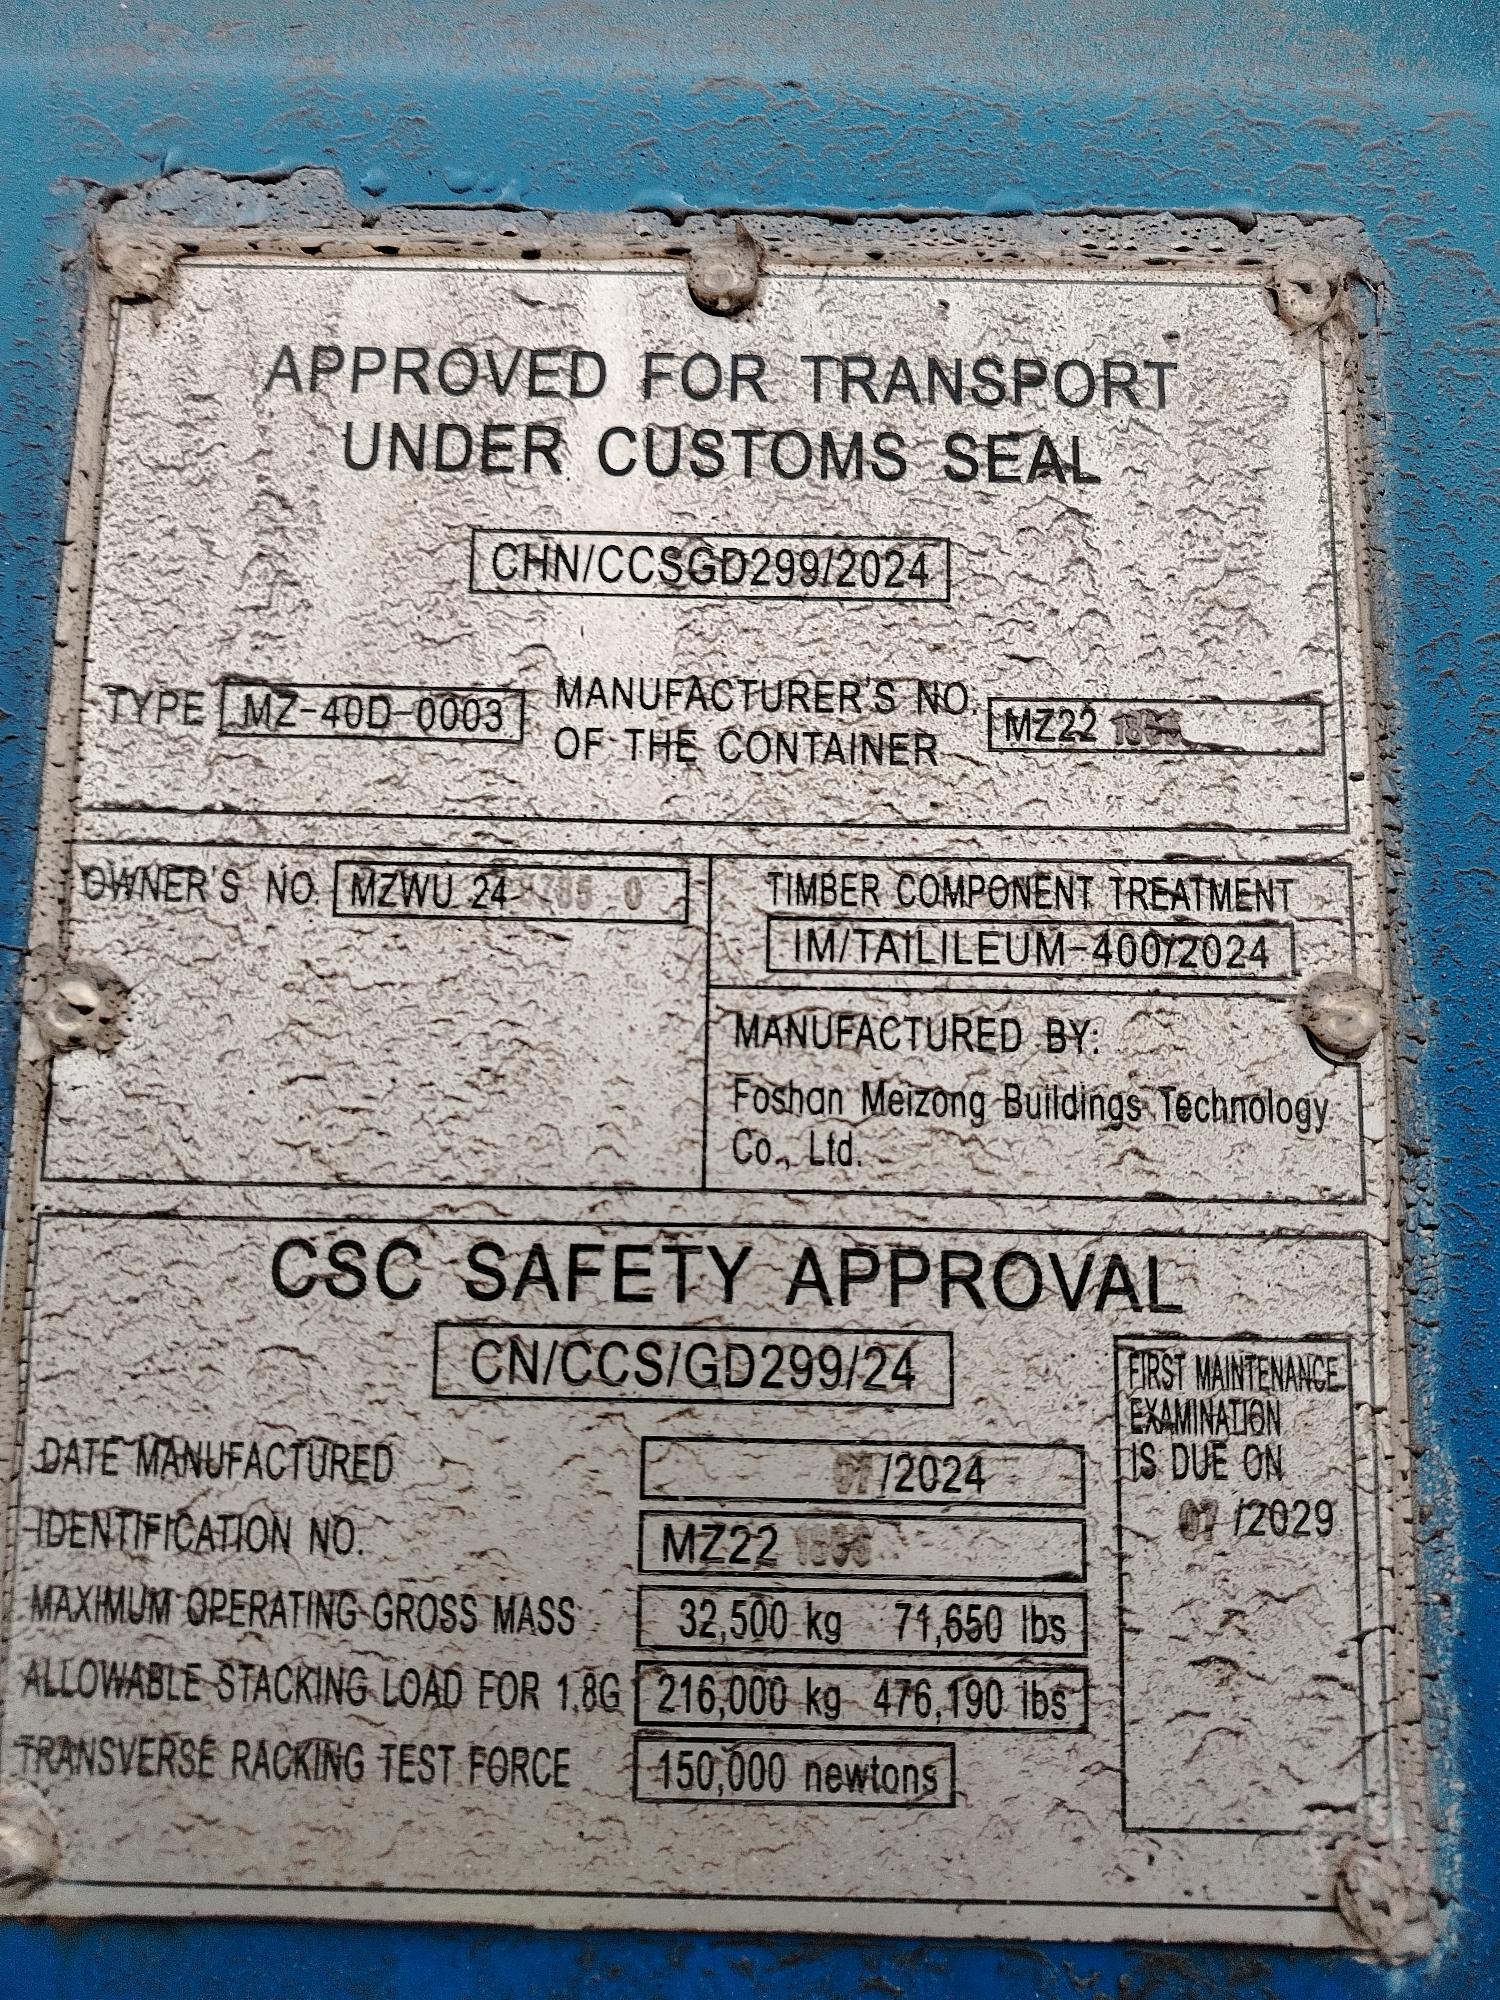 APPROVED FOR TRANSPORT
UNDER CUSTOMS SEAL
CHN/CCSGD299/2024
TYPE MZ-40D-0003
MANUFACTURER'S NO.
OF THE CONTAINER
MZ22
OWNER'S NO. MZWU 24
TIMBER COMPONENT TREATMENT
IM/TAILILEUM-400/2024
MANUFACTURED BY:
Foshan Meizong Buildings Technology
Co., Ltd.
CSC SAFETY APPROVAL
CN/CCS/GD299/24
FIRST MAINTENANCE
EXAMINATION
IS DUE ON
07/2029
DATE MANUFACTURED 07/2024
IDENTIFICATION NO. MZ22
MAXIMUM OPERATING GROSS MASS 32,500 kg 71,650 lbs
ALLOWABLE STACKING LOAD FOR 1.8G 216,000 kg 476,190 lbs
TRANSVERSE RACKING TEST FORCE 150,000 newtons